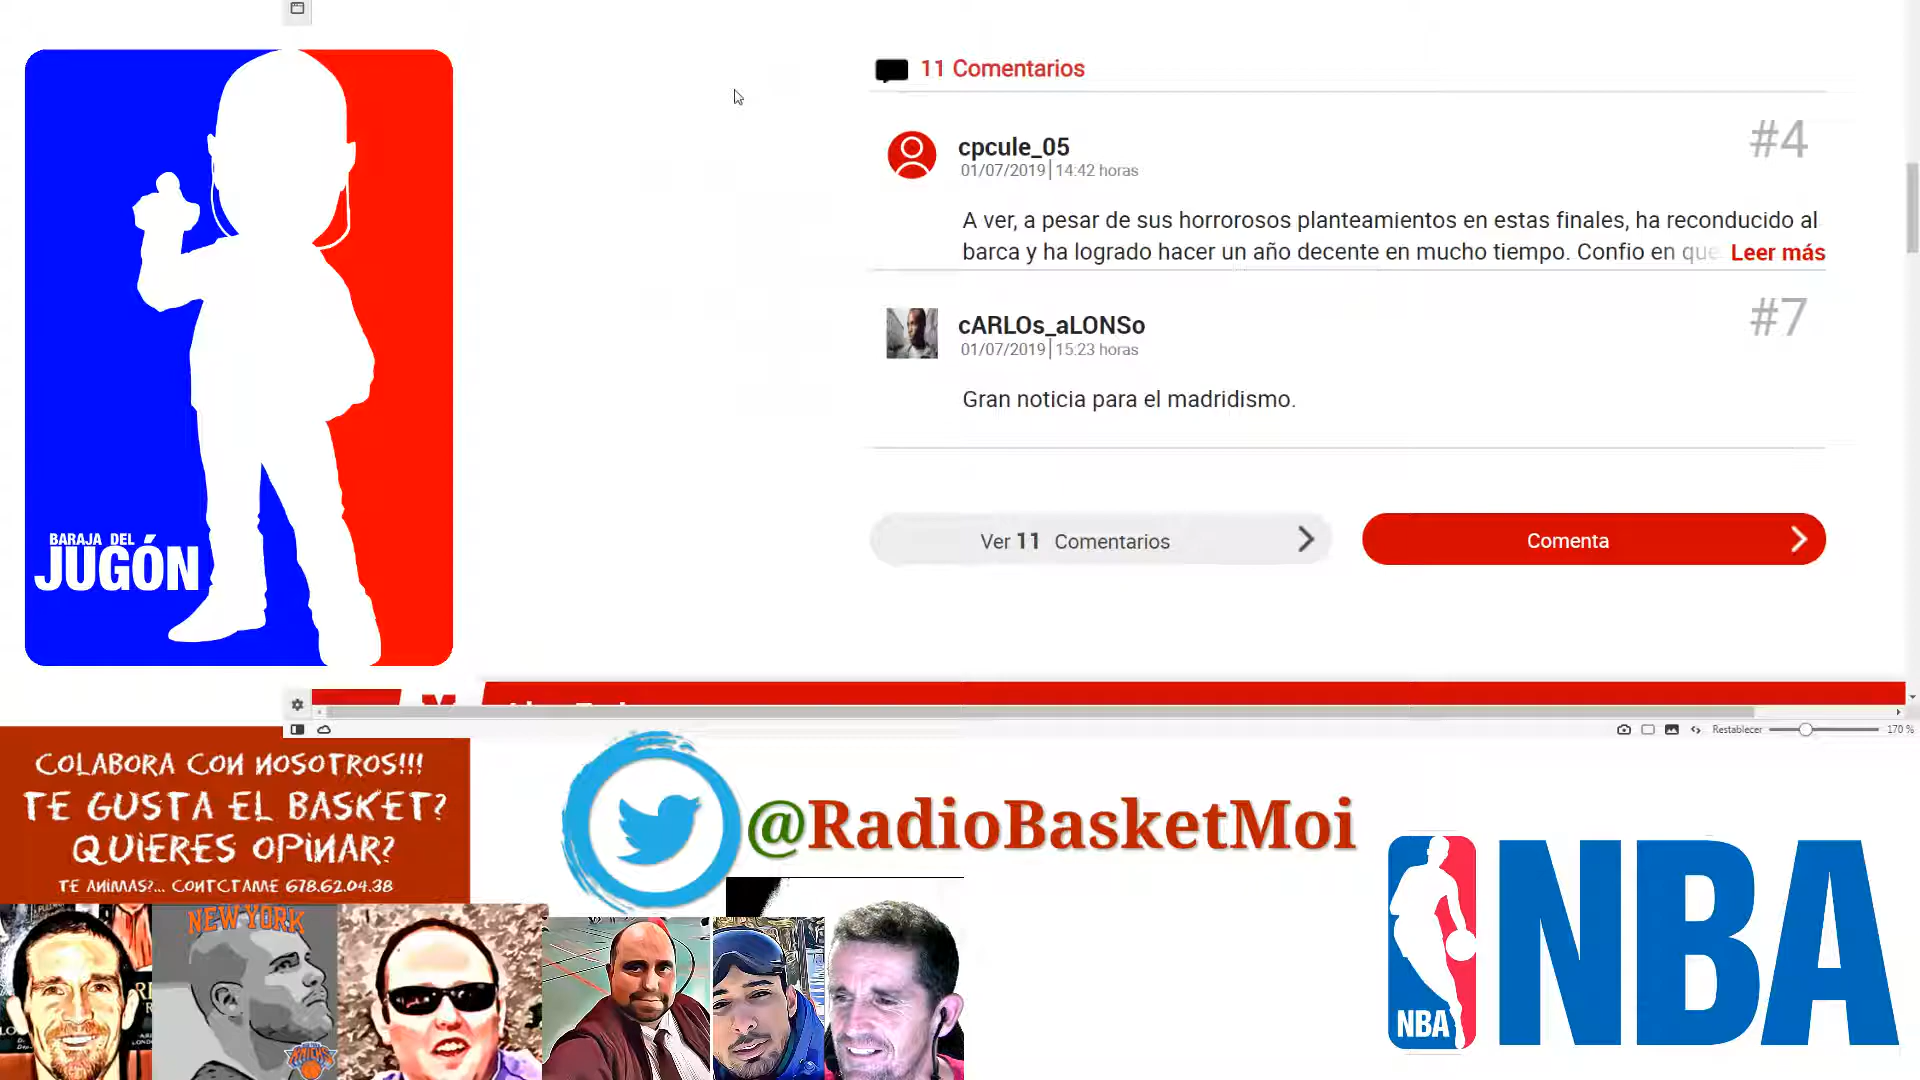 11 Comentarios
cpcule_05
#4
01/07/2019 14:42 horas
A ver, a pesar de sus horrorosos planteamientos en estas finales, ha reconducido al
barca y ha logrado hacer un año decente en mucho tiempo. Confio en que Leer más
cARLOs_aLONSo
#7
01/07/2019 15:23 horas
Gran noticia para el madridismo.
Ver 11 Comentarios
Comenta
BARAJA DEL
JUGÓN
Restablecer
170 %
COLABORA CON NOSOTROS!!!
TE GUSTA EL BASKET?
QUIERES OPINAR?
TE ANIMAS?... CONTCTAME 678.62.04.38
@RadioBasketMoi
NEW YORK
KNICKS
NBA
NBA